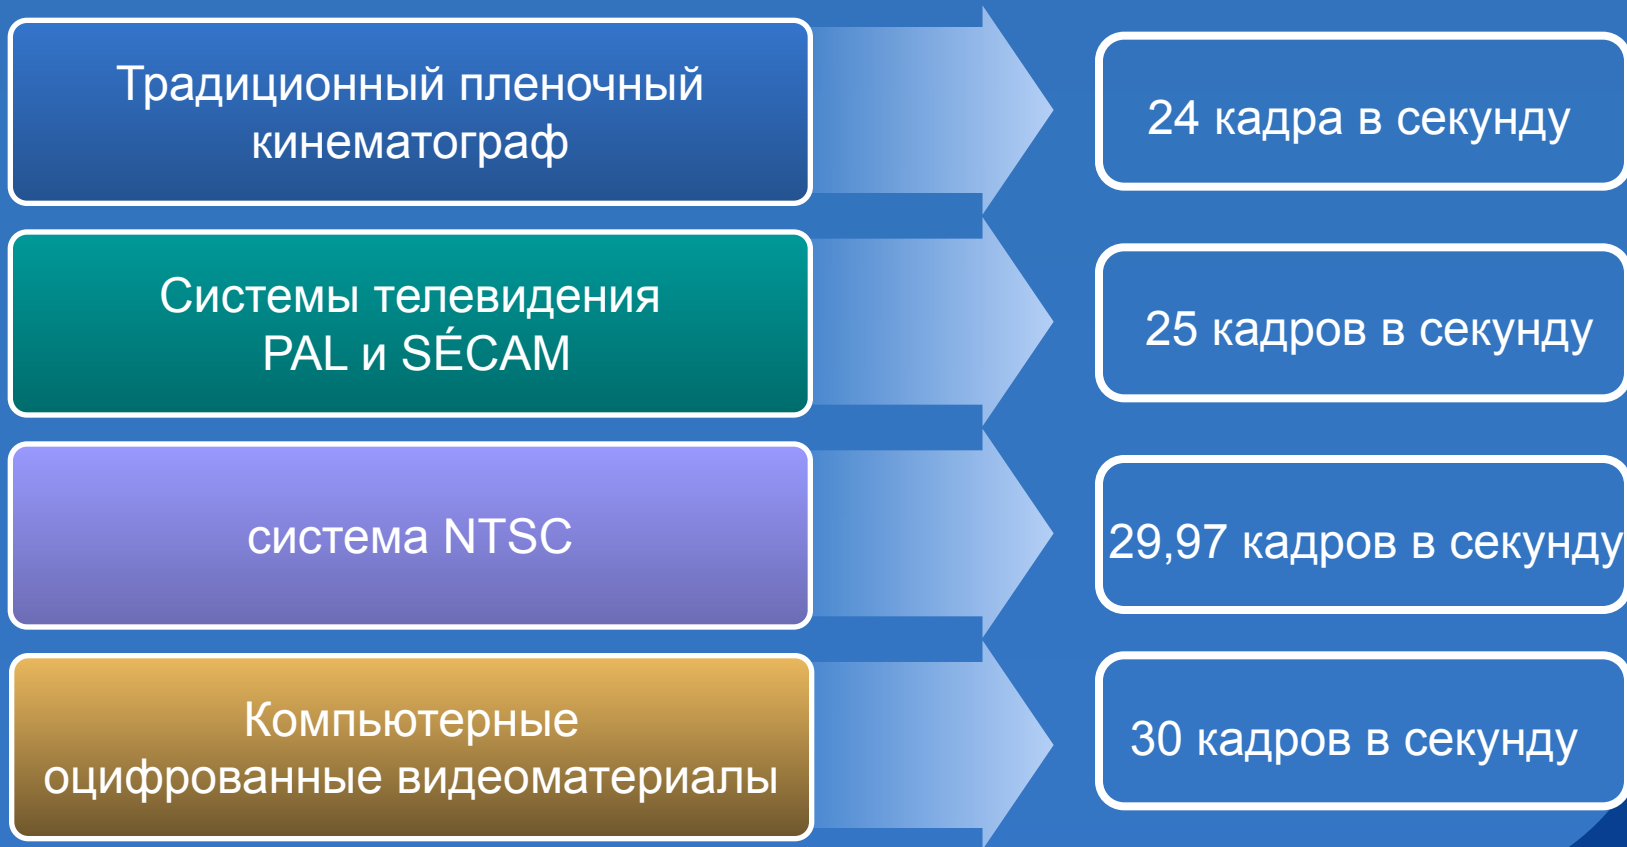 Традиционный пленочный
кинематограф
24 кадра в секунду
Системы телевидения
PAL и SÉCAM
25 кадров в секунду
система NTSC
29,97 кадров в секунду
Компьютерные
оцифрованные видеоматериалы
30 кадров в секунду